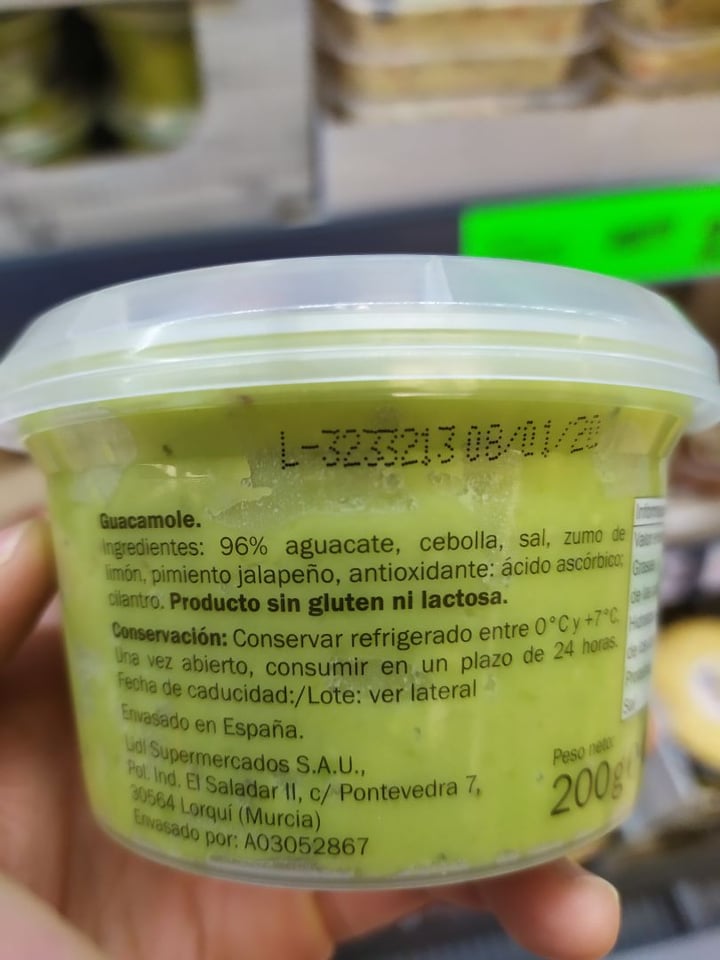 L-3233213 08/01/20
Guacamole.
Ingredientes: 96% aguacate, cebolla, sal, zumo de
limón, pimiento jalapeño, antioxidante: ácido ascórbico;
cilantro. Producto sin gluten ni lactosa.
Conservación: Conservar refrigerado entre 0°C y +7°C.
Una vez abierto, consumir en un plazo de 24 horas.
Fecha de caducidad:/Lote: ver lateral
Envasado en España.
Lidl Supermercados S.A.U.,
Pol. Ind. El Saladar II, c/ Pontevedra 7,
30564 Lorquí (Murcia)
Envasado por: A03052867
Peso neto:
200g